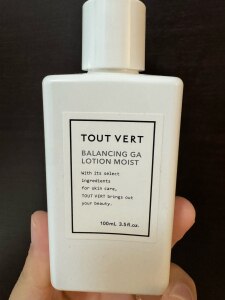 TOUT VERT
BALANCING GA
LOTION MOIST
With its select
ingredients
for skin care,
TOUT VERT brings out
your beauty.
100mL 3.5fl.oz.